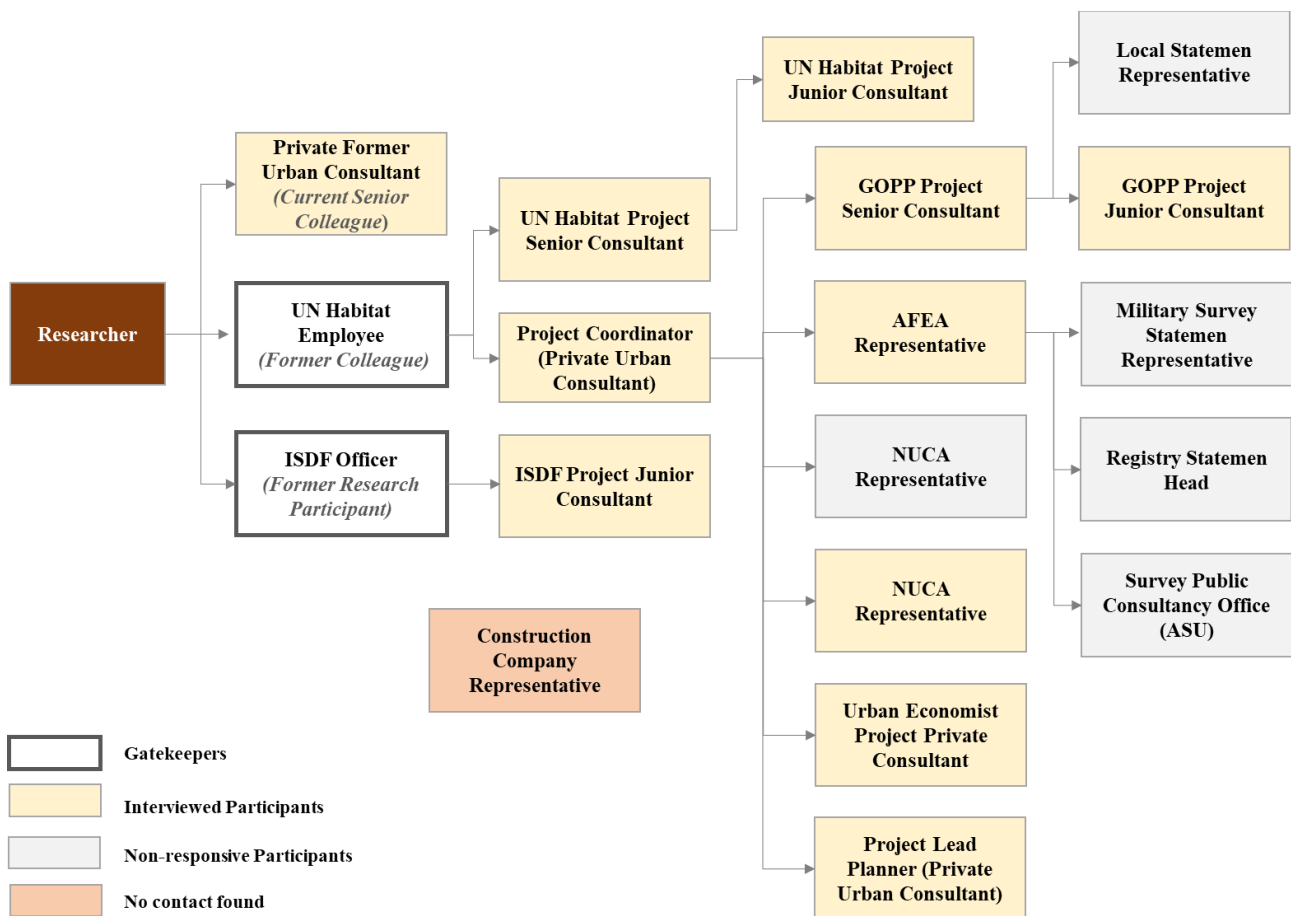 Researcher
Private Former
Urban Consultant
(Current Senior
Colleague)
UN Habitat
Employee
(Former Colleague)
ISDF Officer
(Former Research
Participant)
UN Habitat Project
Senior Consultant
Project Coordinator
(Private Urban
Consultant)
ISDF Project Junior
Consultant
Construction
Company
Representative
UN Habitat Project
Junior Consultant
GOPP Project
Senior Consultant
AFEA
Representative
NUCA
Representative
NUCA
Representative
Urban Economist
Project Private
Consultant
Project Lead
Planner (Private
Urban Consultant)
Local Statemen
Representative
GOPP Project
Junior Consultant
Military Survey
Statemen
Representative
Registry Statemen
Head
Survey Public
Consultancy Office
(ASU)
Gatekeepers
Interviewed Participants
Non-responsive Participants
No contact found